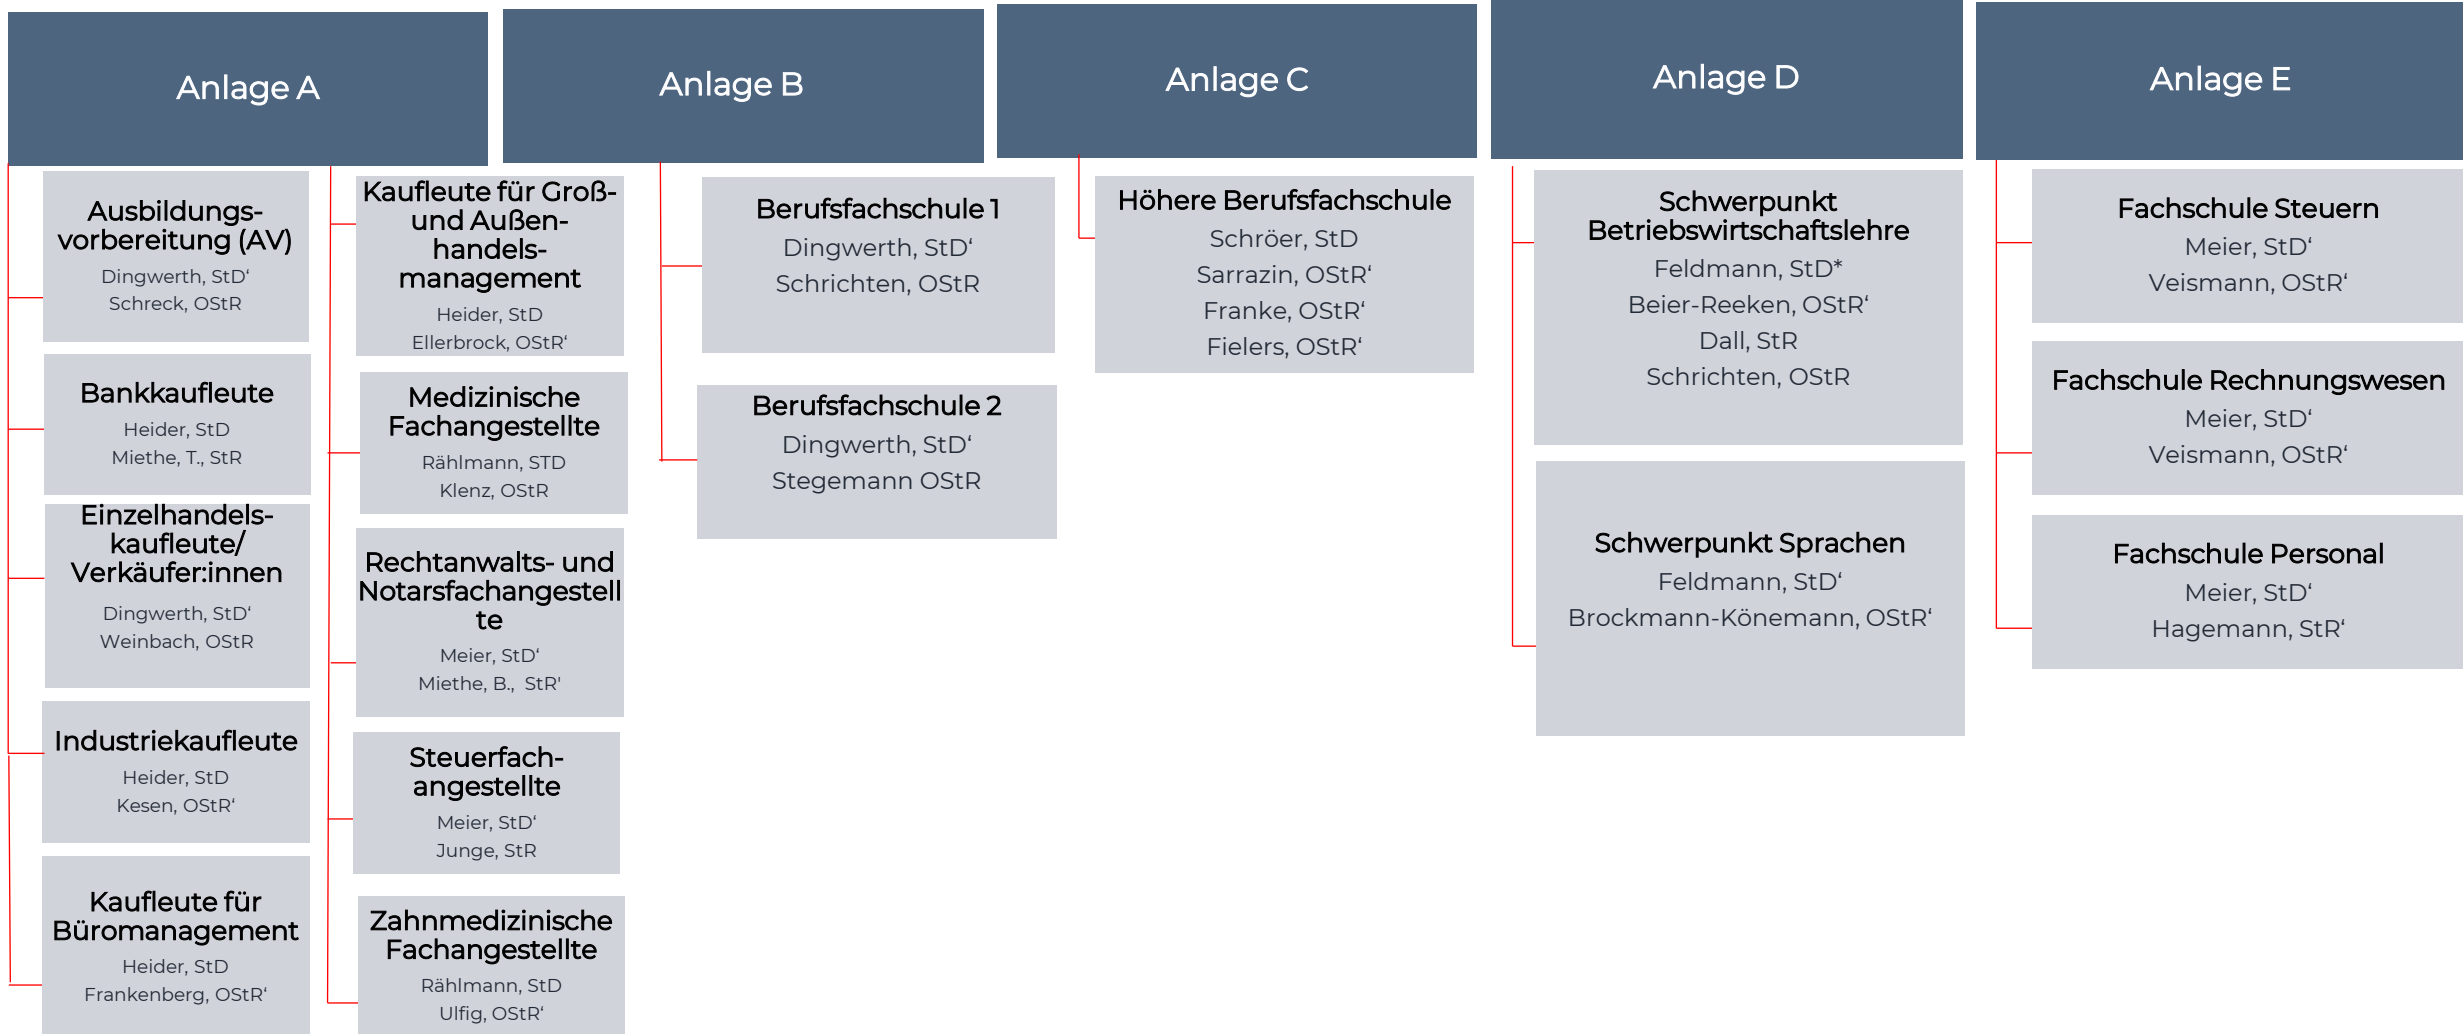 Anlage A
Ausbildungs-
vorbereitung (AV)
Dingwerth, StD‘
Schreck, OStR
Bankkaufleute
Heider, StD
Miethe, T., StR
Einzelhandels-
kaufleute/
Verkäufer:innen
Dingwerth, StD‘
Weinbach, OStR
Industriekaufleute
Heider, StD
Kesen, OStR‘
Kaufleute für
Büromanagement
Heider, StD
Frankenberg, OStR‘
Kaufleute für Groß-
und Außen-
handels-
management
Heider, StD
Ellerbrock, OStR‘
Medizinische
Fachangestellte
Rählmann, STD
Klenz, OStR
Rechtanwalts- und
Notarsfachangestell
te
Meier, StD‘
Miethe, B., StR'
Steuerfach-
angestellte
Meier, StD‘
Junge, StR
Zahnmedizinische
Fachangestellte
Rählmann, StD
Ulfig, OStR‘
Anlage B
Berufsfachschule 1
Dingwerth, StD‘
Schrichten, OStR
Berufsfachschule 2
Dingwerth, StD‘
Stegemann OStR
Anlage C
Höhere Berufsfachschule
Schröer, StD
Sarrazin, OStR‘
Franke, OStR‘
Fielers, OStR‘
Anlage D
Schwerpunkt
Betriebswirtschaftslehre
Feldmann, StD*
Beier-Reeken, OStR‘
Dall, StR
Schrichten, OStR
Schwerpunkt Sprachen
Feldmann, StD‘
Brockmann-Könemann, OStR‘
Anlage E
Fachschule Steuern
Meier, StD‘
Veismann, OStR‘
Fachschule Rechnungswesen
Meier, StD‘
Veismann, OStR‘
Fachschule Personal
Meier, StD‘
Hagemann, StR‘